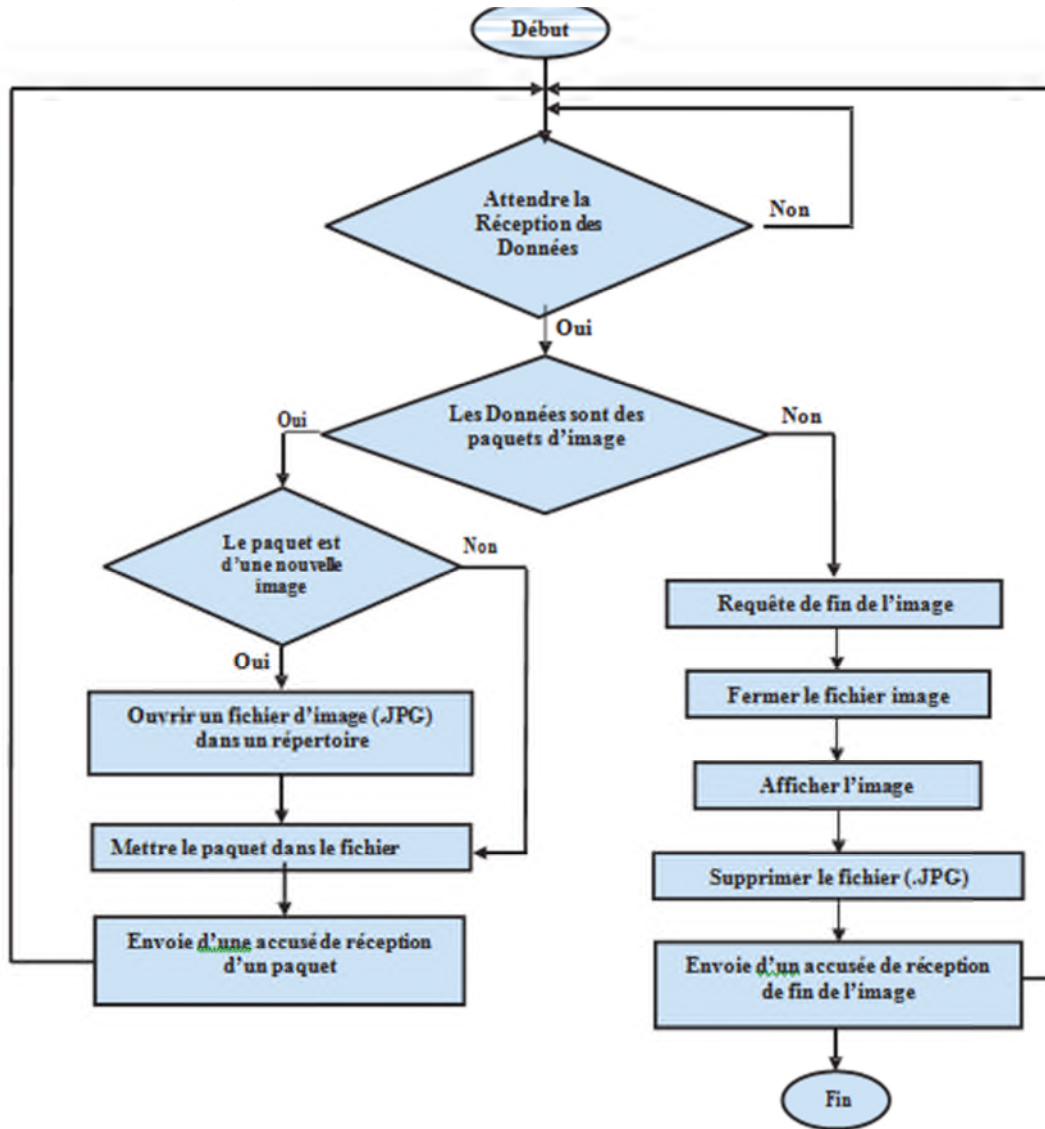 Début
Attendre la
Réception des
Données
Non
Oui
Les Données sont des
paquets d'image
Oui
Non
Le paquet est
d'une nouvelle
image
Non
Oui
Ouvrir un fichier d'image (.JPG)
dans un répertoire
Mettre le paquet dans le fichier
Envoie d'une accusé de réception
d'un paquet
Requête de fin de l'image
Fermer le fichier image
Afficher l'image
Supprimer le fichier (.JPG)
Envoie d'un accusée de réception
de fin de l'image
Fin